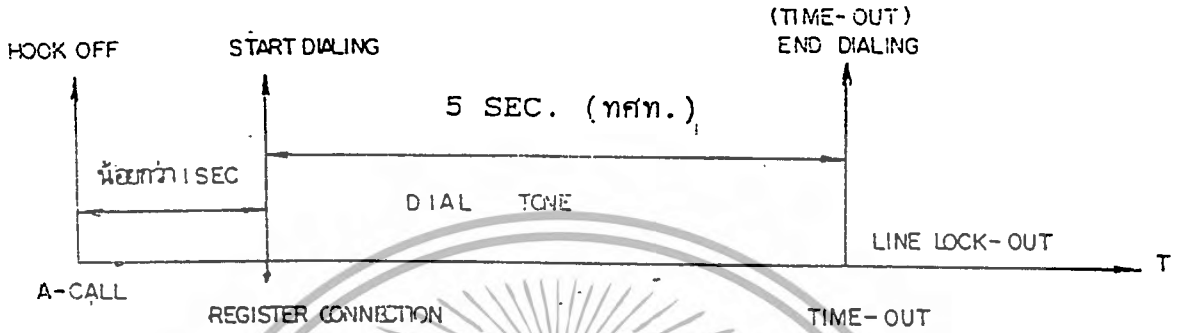 (TIME-OUT)
HOOK OFF START DIALING END DIALING
5 SEC. (ทศท.)
น้อยกว่า 1 SEC
DIAL TONE
LINE LOCK-OUT
T
A-CALL
REGISTER CONNECTION TIME-OUT